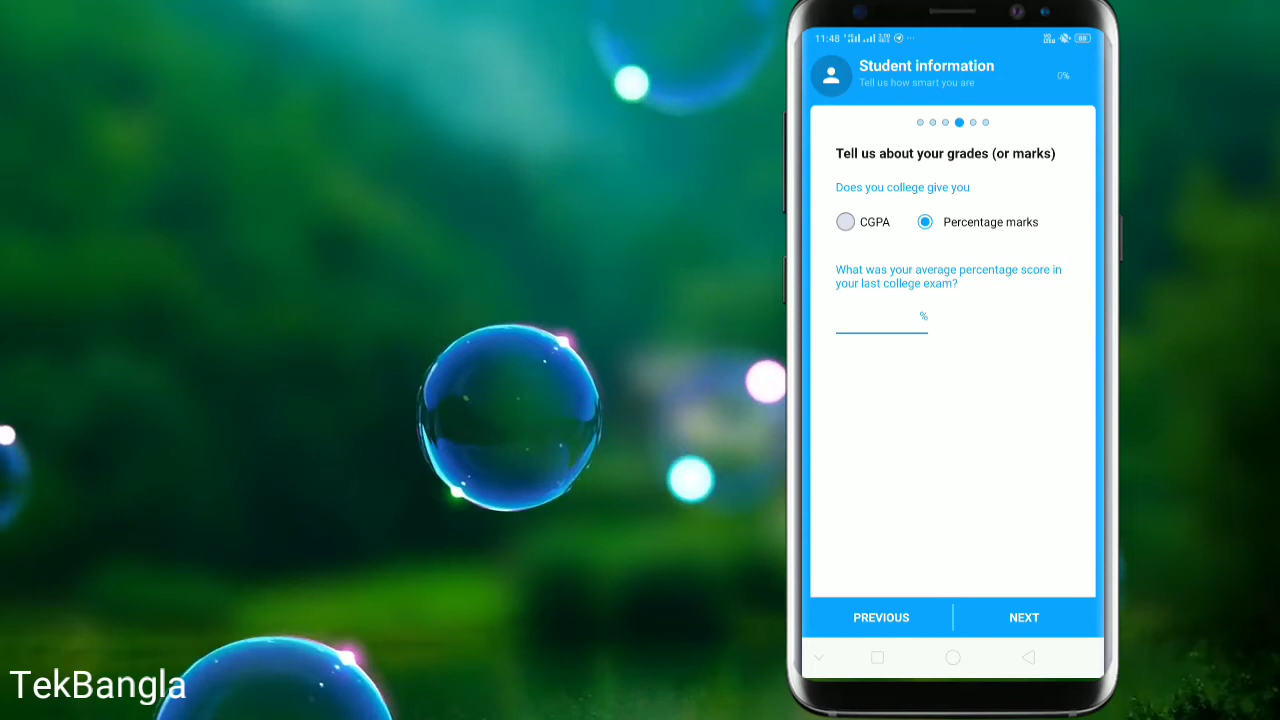 11:48
88
Student information
Tell us how smart you are
0%
Tell us about your grades (or marks)
Does you college give you
CGPA
Percentage marks
What was your average percentage score in
your last college exam?
%
PREVIOUS
NEXT
TekBangla